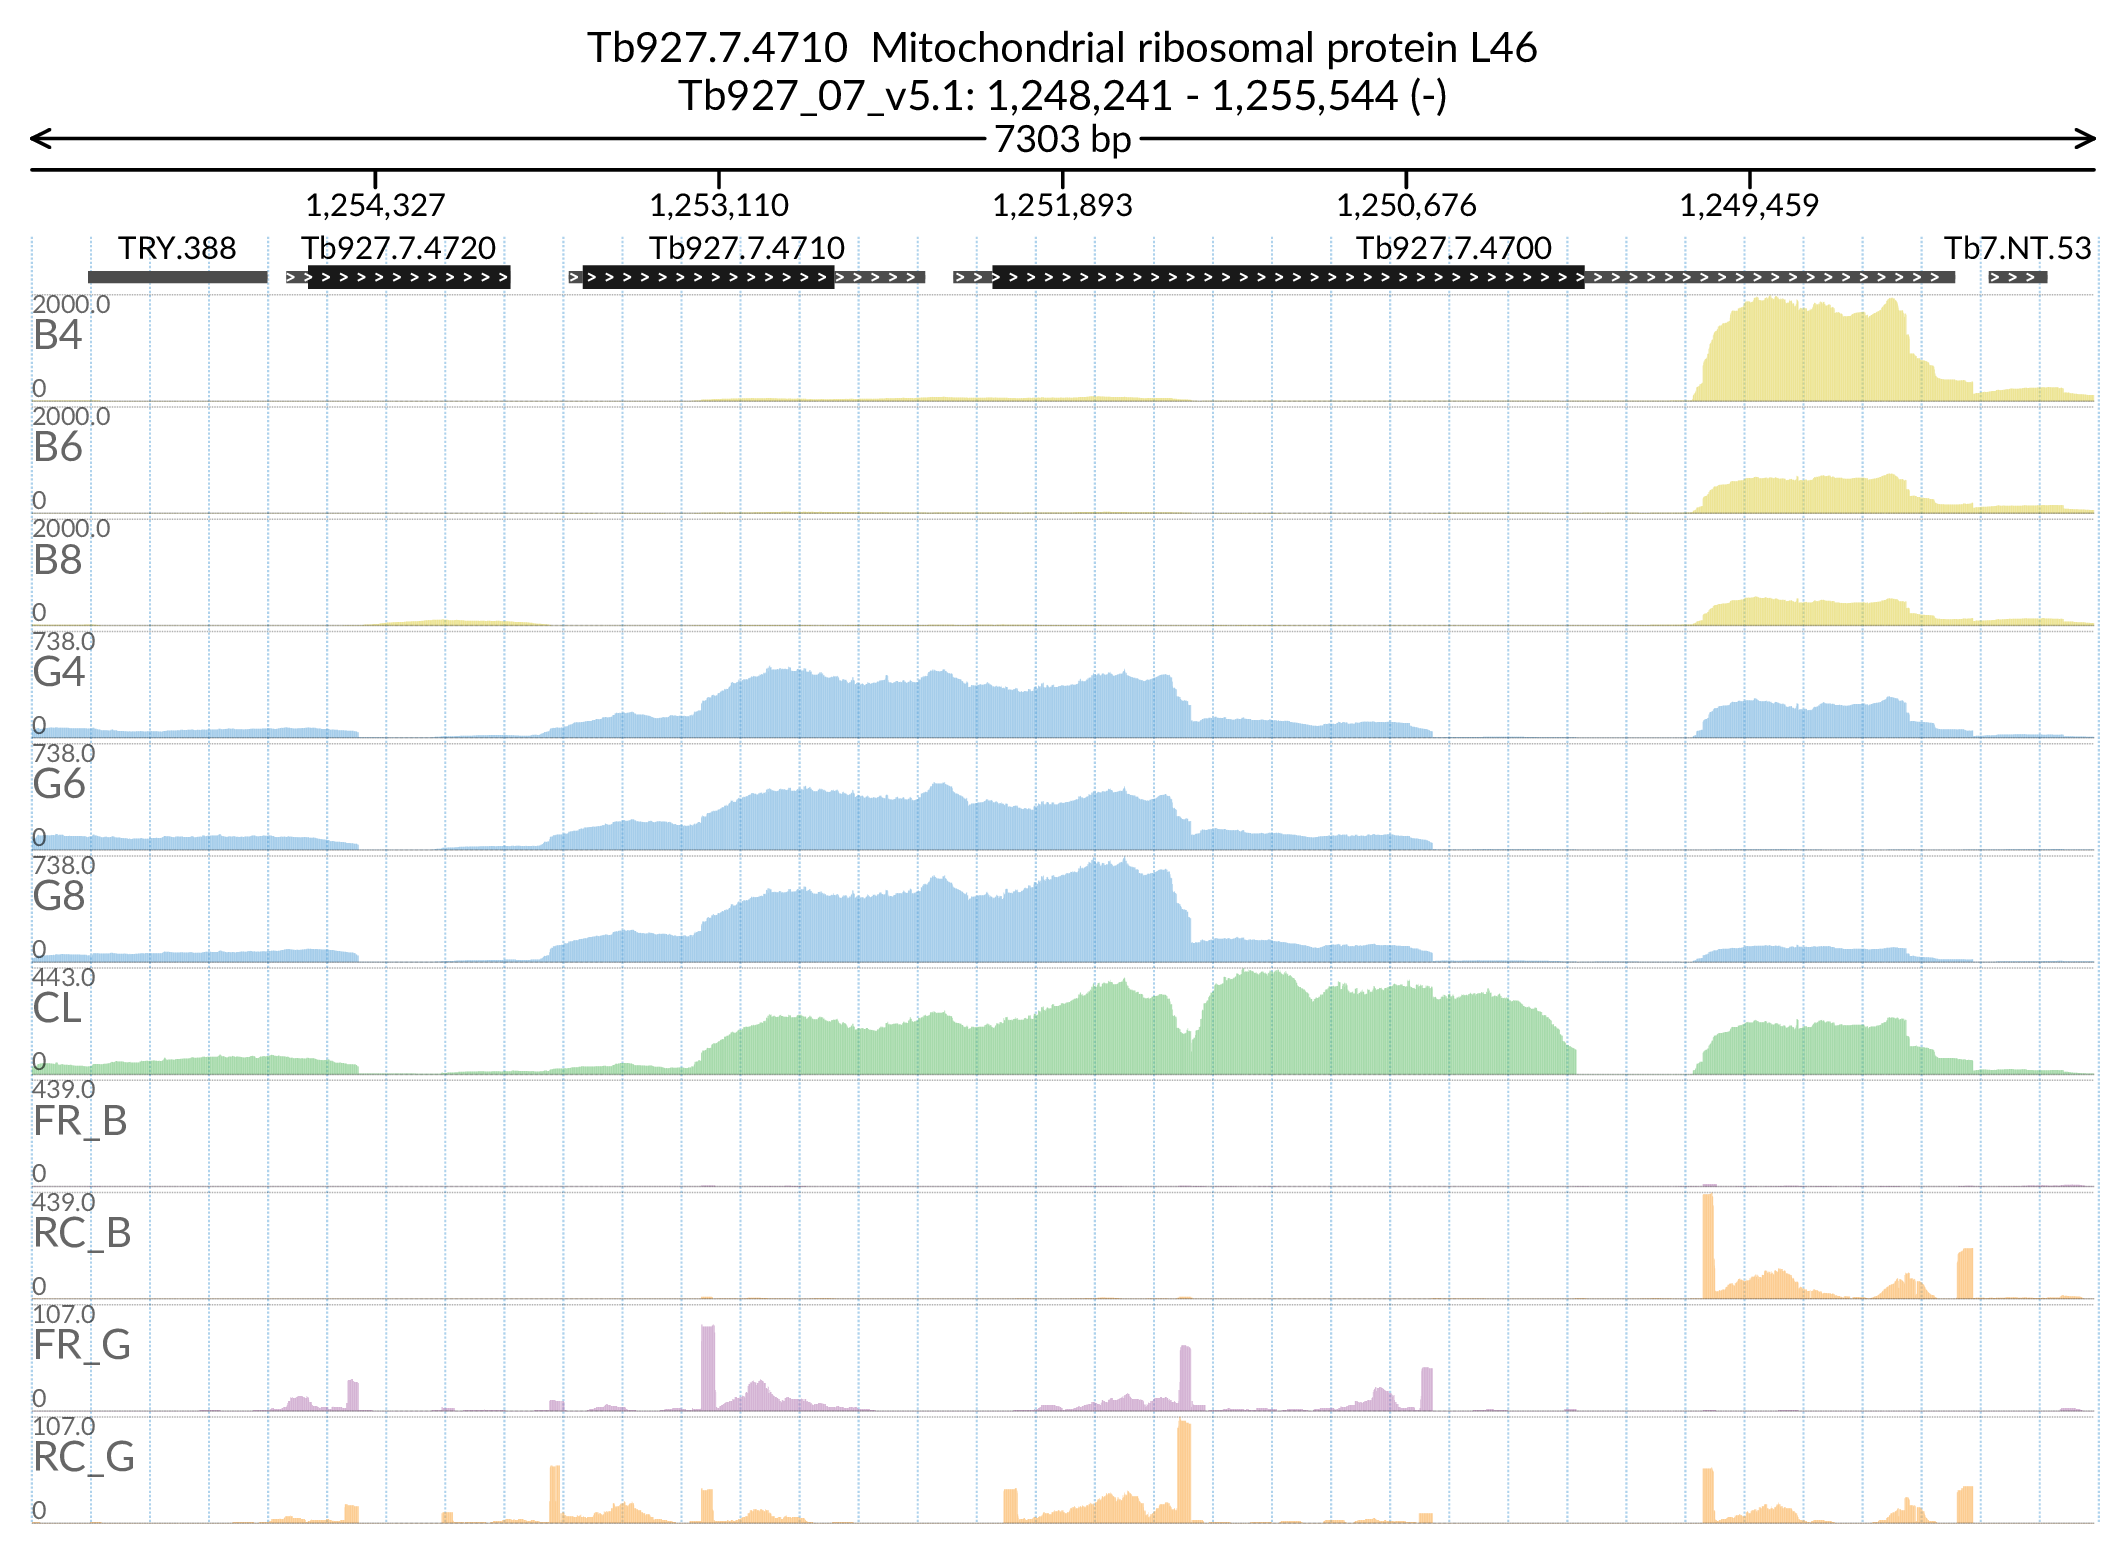 Tb927.7.4710  Mitochondrial ribosomal protein L46
Tb927_07_v5.1: 1,248,241 - 1,255,544 (-)
7303 bp
1,254,327 1,253,110 1,251,893 1,250,676 1,249,459
TRY.388 Tb927.7.4720 Tb927.7.4710 Tb927.7.4700 Tb7.NT.53
2000.0
B4
0
2000.0
B6
0
2000.0
B8
0
738.0
G4
0
738.0
G6
0
738.0
G8
0
443.0
CL
0
439.0
FR_B
0
439.0
RC_B
0
107.0
FR_G
0
107.0
RC_G
0